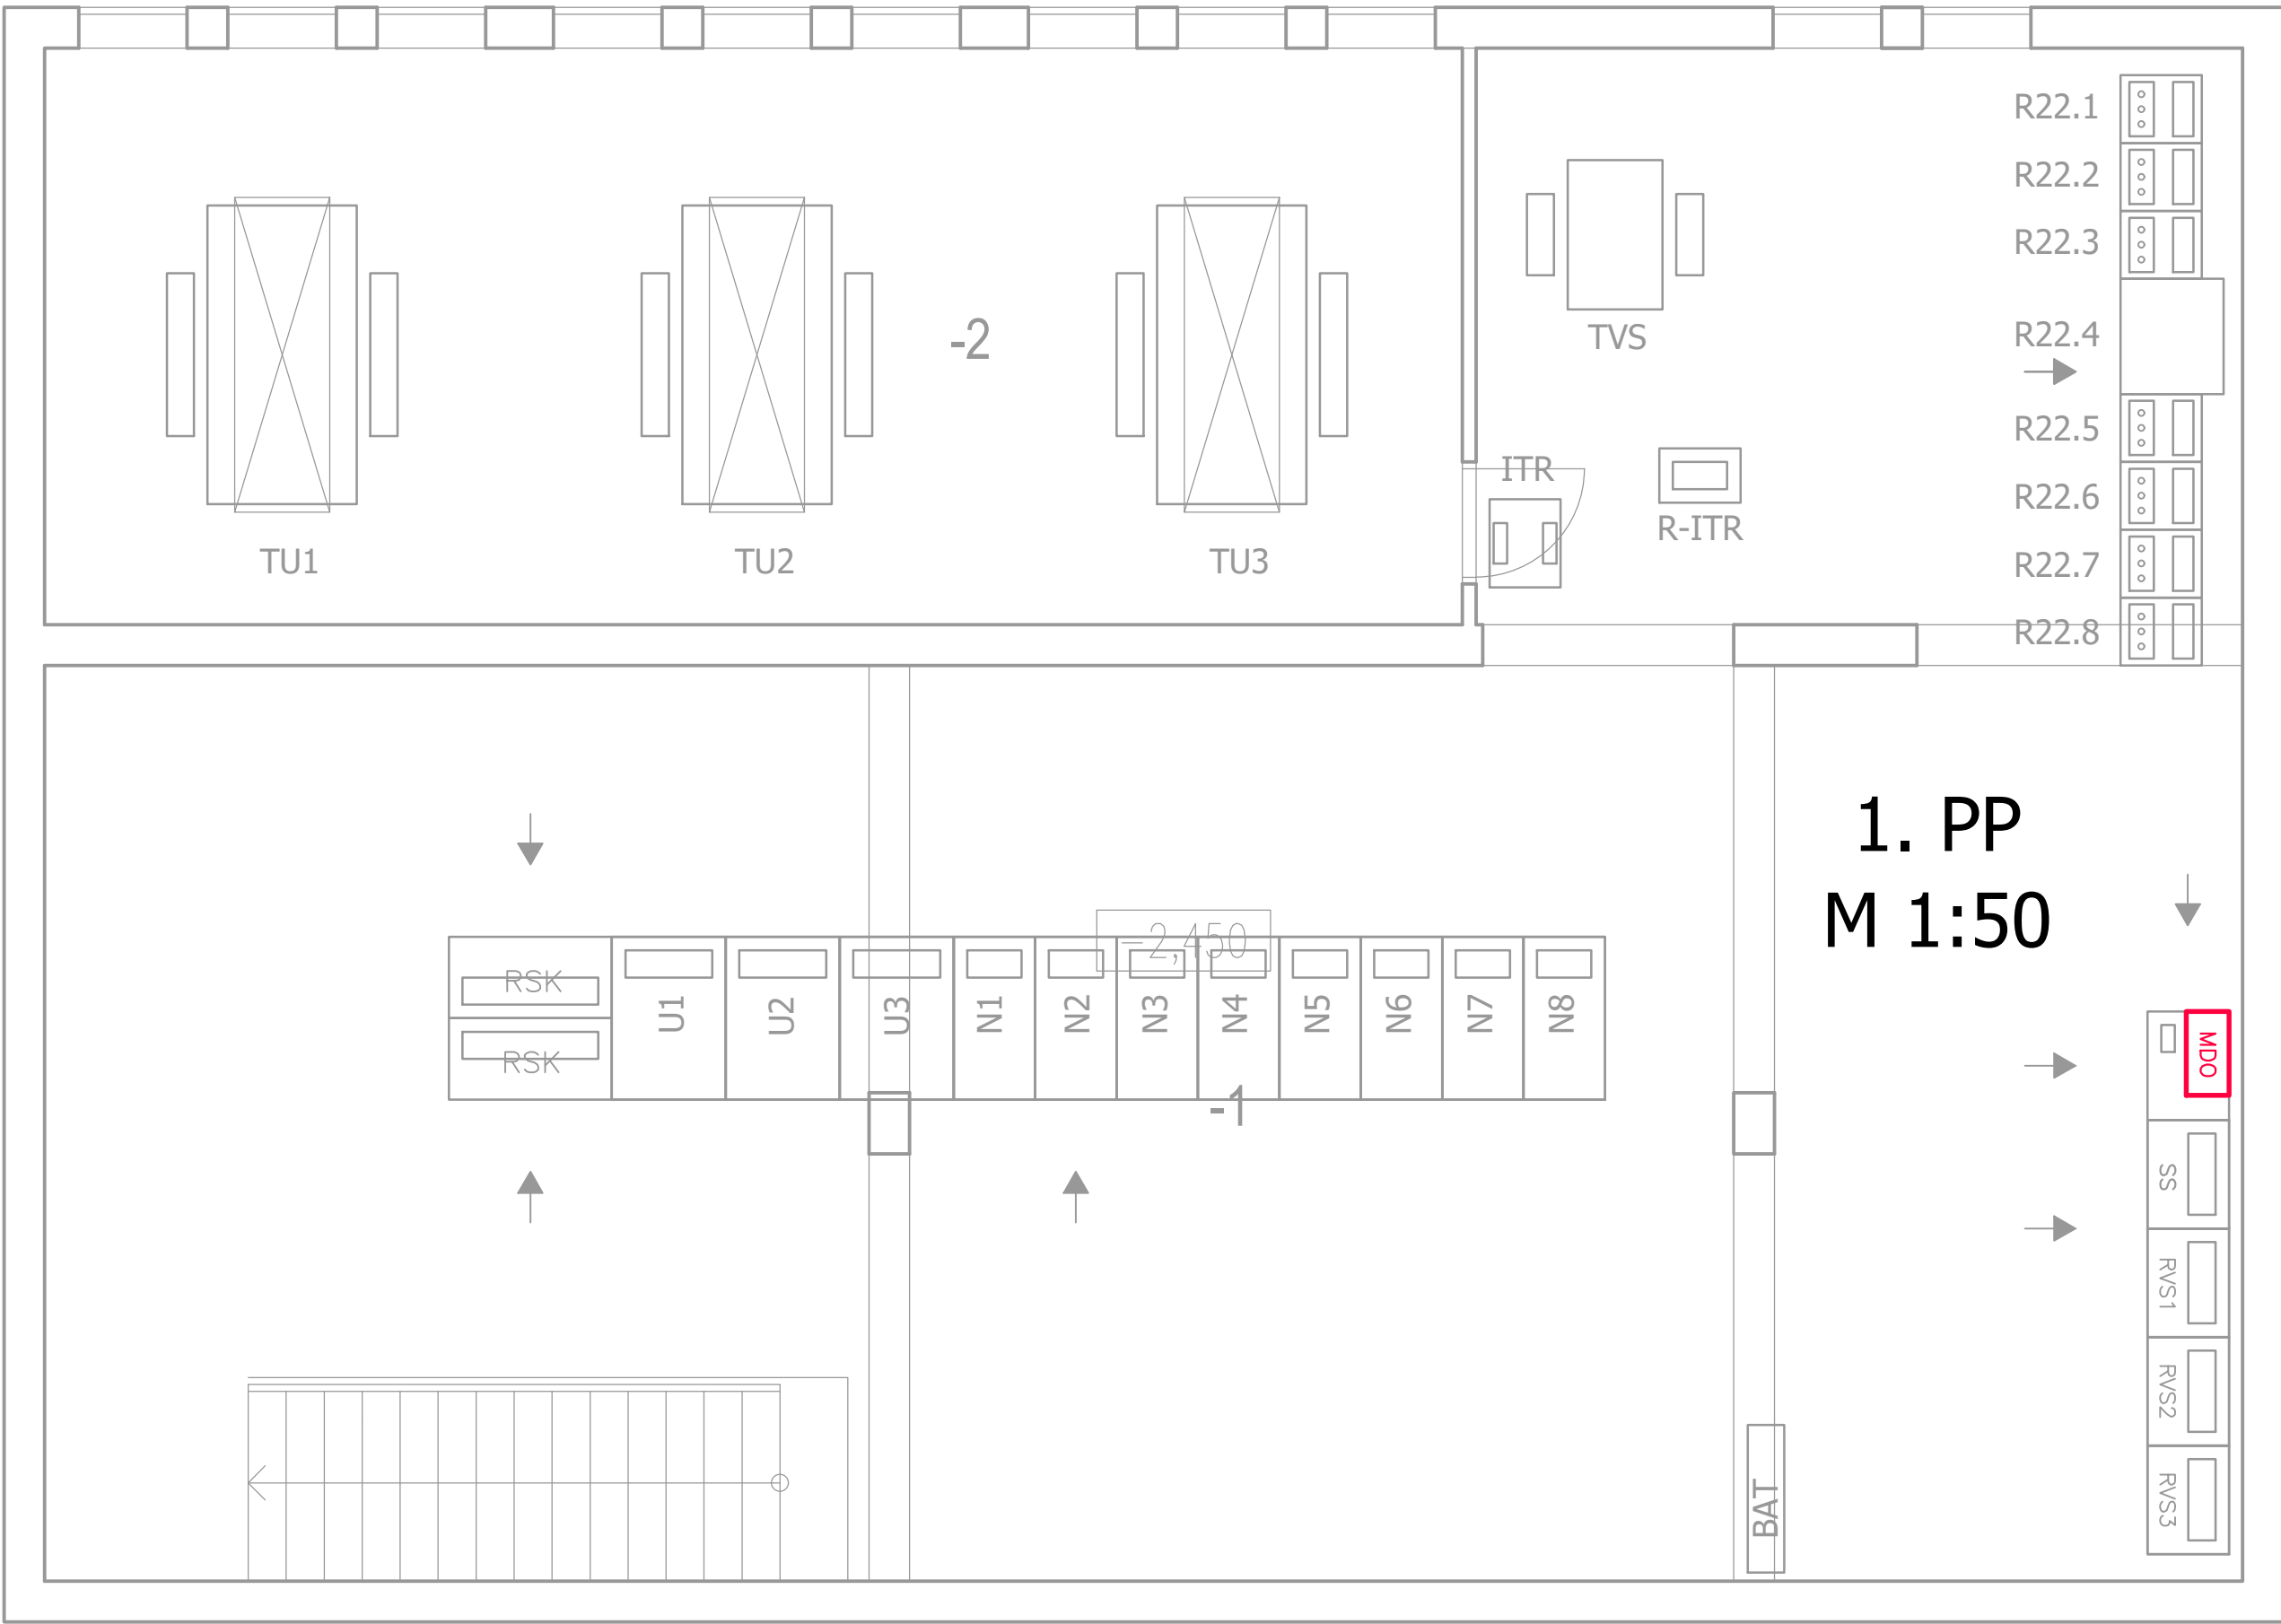 R22.1
R22.2
R22.3
-2
TVS
R22.4
R22.5
ITR
R22.6
R-ITR
TU1
TU2
TU3
R22.7
R22.8
1. PP
M 1:50
-2,450
RSK
U1
U2
U3
N1
N2
N3
N4
N5
N6
N7
N8
RSK
MDO
-1
SS
RVS1
RVS2
RVS3
BAT